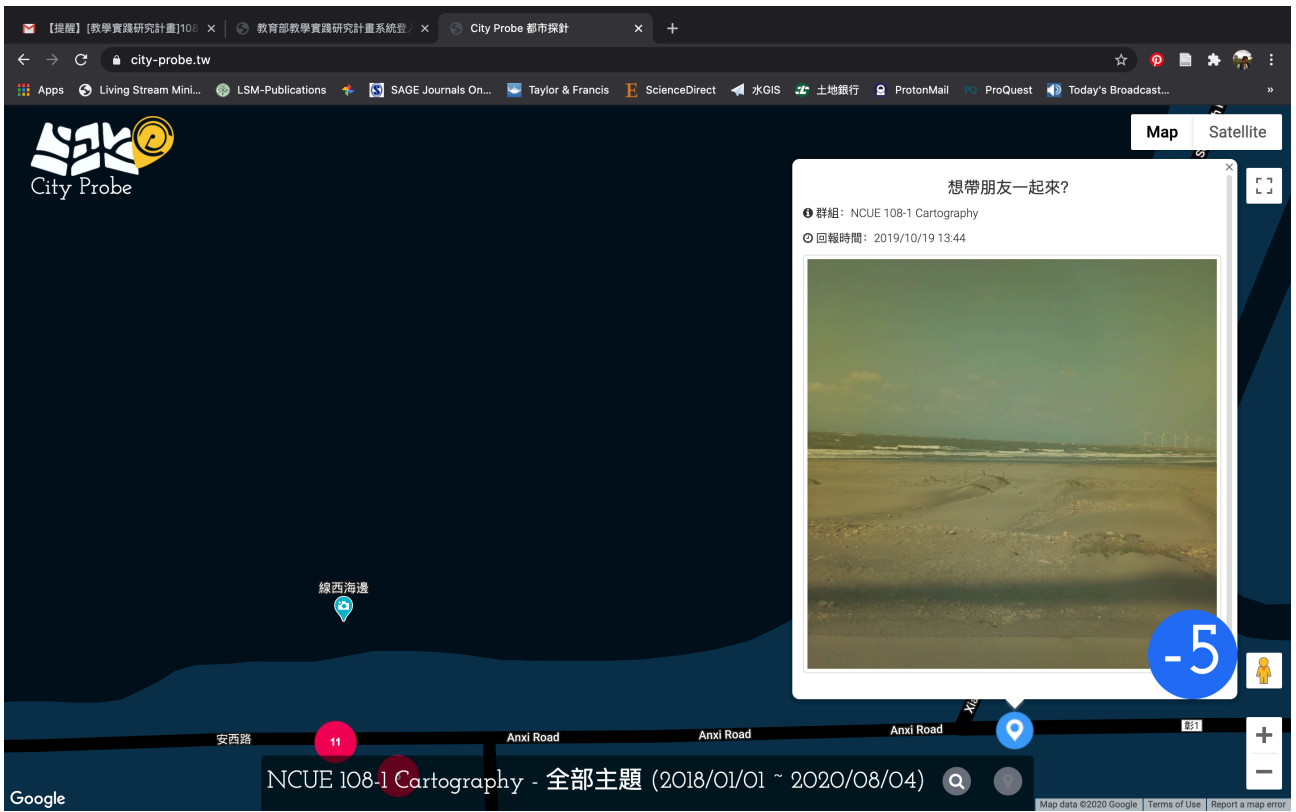 【提醒】[教學實踐研究計畫]108
教育部教學實踐研究計畫系統登
City Probe 都市探針
city-probe.tw
Apps
Living Stream Mini...
LSM-Publications
SAGE Journals On...
Taylor & Francis
ScienceDirect
水GIS
土地銀行
ProtonMail
ProQuest
Today's Broadcast...
»
City Probe
Map
Satellite
想帶朋友一起來?
群組: NCUE 108-1 Cartography
回報時間: 2019/10/19 13:44
-5
線西海邊
安西路
11
Anxi Road
Anxi Road
Anxi Road
彰1
NCUE 108-1 Cartography - 全部主題 (2018/01/01 ~ 2020/08/04)
Google
Map data ©2020 Google
Terms of Use
Report a map error